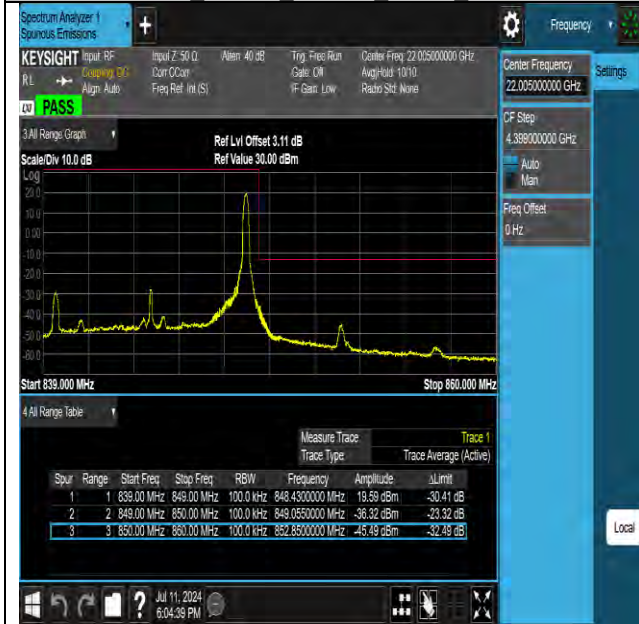 Spectrum Analyzer 1
Spurious Emissions
+
Frequency
KEYSIGHT Input: RF Input Z: 50 Ω Atten: 40 dB Trig: Free Run Center Freq: 22.005000000 GHz
RL Coupling: DC Corr CCorr Gate: Off Avg|Hold: 10/10
Align: Auto Freq Ref: Int (S) IF Gain: Low Radio Std: None
PASS
Center Frequency
22.005000000 GHz
Settings
CF Step
4.399000000 GHz
Auto
Man
Freq Offset
0 Hz
3 All Range Graph
Ref Lvl Offset 3.11 dB
Scale/Div 10.0 dB Ref Value 30.00 dBm
Log
20.0
10.0
0.00
-10.0
-20.0
-30.0
-40.0
-50.0
-60.0
Start 839.000 MHz Stop 860.000 MHz
4 All Range Table
Measure Trace Trace 1
Trace Type Trace Average (Active)
Spur Range Start Freq Stop Freq RBW Frequency Amplitude ΔLimit
1 1 839.00 MHz 849.00 MHz 100.0 kHz 848.4300000 MHz 19.59 dBm -30.41 dB
2 2 849.00 MHz 850.00 MHz 100.0 kHz 849.0550000 MHz -36.32 dBm -23.32 dB
3 3 850.00 MHz 860.00 MHz 100.0 kHz 852.8500000 MHz -45.49 dBm -32.49 dB
Local
? Jul 11, 2024
6:04:39 PM